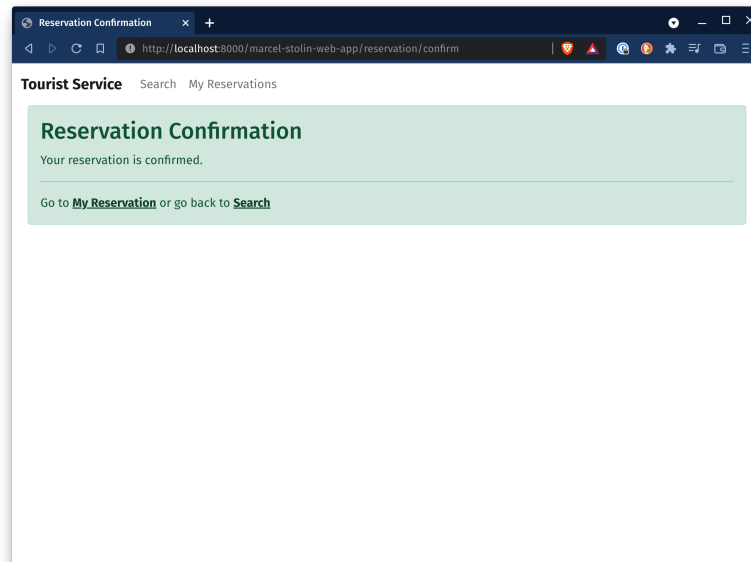 Reservation Confirmation
http://localhost:8000/marcel-stolin-web-app/reservation/confirm
Tourist Service Search My Reservations
Reservation Confirmation
Your reservation is confirmed.
Go to My Reservation or go back to Search